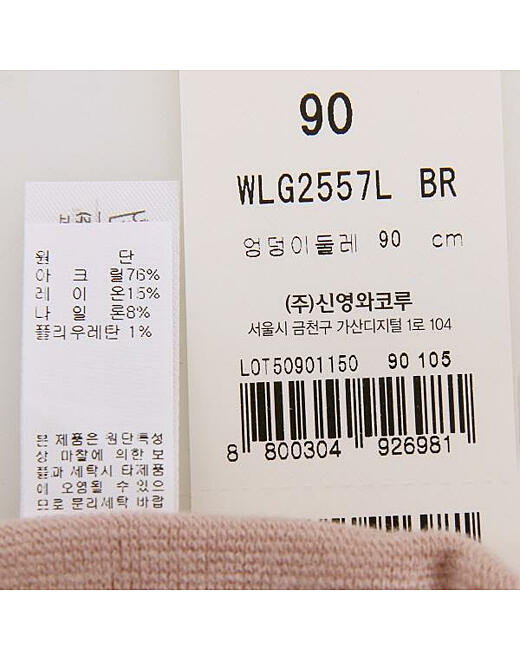 90
WLG2557L BR
엉덩이둘레 90 cm
(주)신영와코루
서울시 금천구 가산디지털 1로 104
LOT50901150 90 105
8 800304 926981
원 단
아 크 릴76%
레 이 온15%
나 일 론8%
폴리우레탄 1%
본 제품은 원단특성
상 마찰에 의한 보
풀과 세탁시 타제품
에 오염될 수 있으
므로 분리세탁 바랍